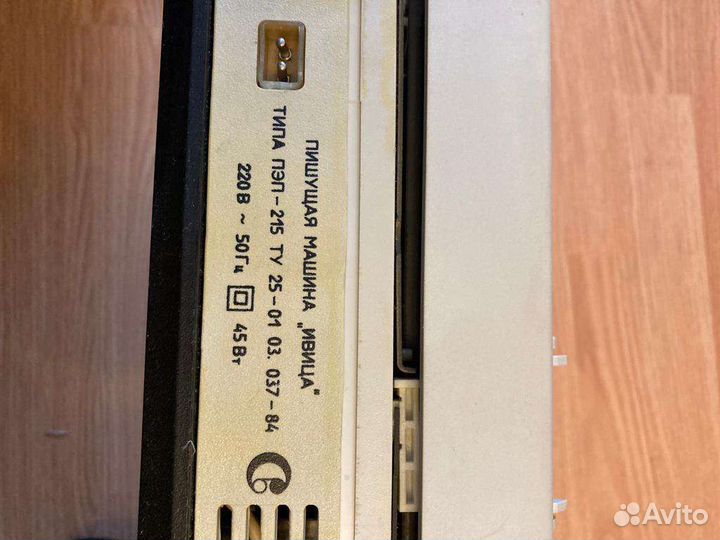 ПИШУЩАЯ МАШИНА „ИВИЦА"
ТИПА ПЭП-215 ТУ 25-01 03. 037-84
220В ~ 50Гц 45Вт
Avito